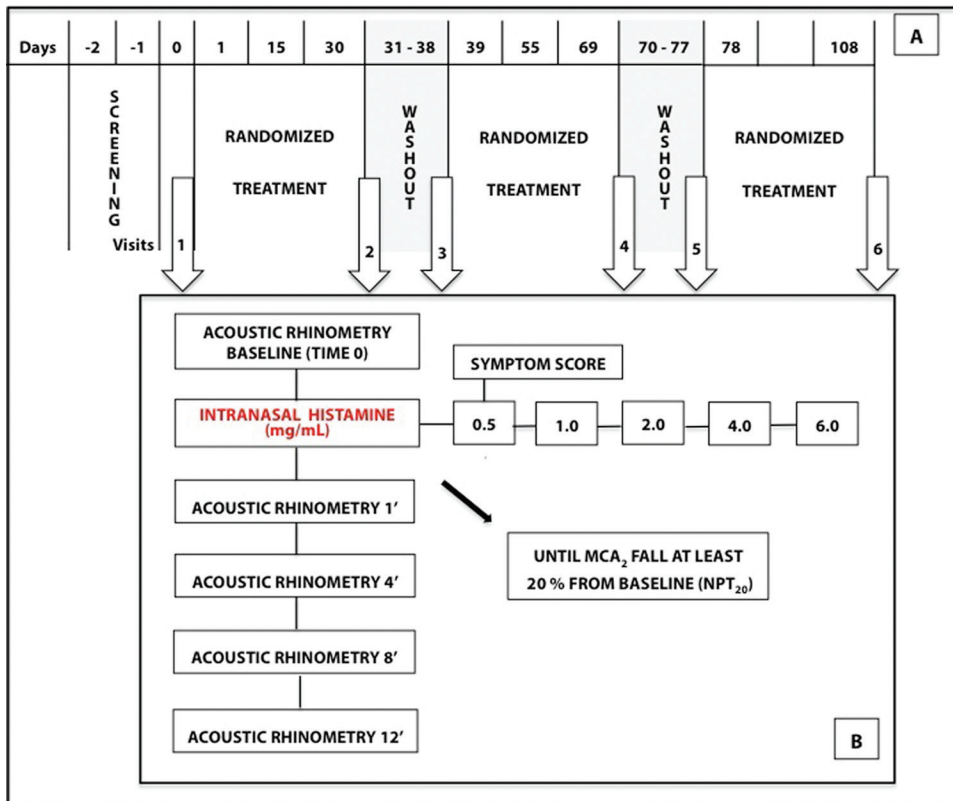 Days -2 -1 0 1 15 30 31 - 38 39 55 69 70 - 77 78 108
A
SCREENING
RANDOMIZED
TREATMENT
WASHOUT
RANDOMIZED
TREATMENT
WASHOUT
RANDOMIZED
TREATMENT
Visits 1 2 3 4 5 6
ACOUSTIC RHINOMETRY
BASELINE (TIME 0)
SYMPTOM SCORE
INTRANASAL HISTAMINE
(mg/mL)
0.5 1.0 2.0 4.0 6.0
ACOUSTIC RHINOMETRY 1′
UNTIL MCA₂ FALL AT LEAST
20 % FROM BASELINE (NPT₂₀)
ACOUSTIC RHINOMETRY 4′
ACOUSTIC RHINOMETRY 8′
ACOUSTIC RHINOMETRY 12′
B